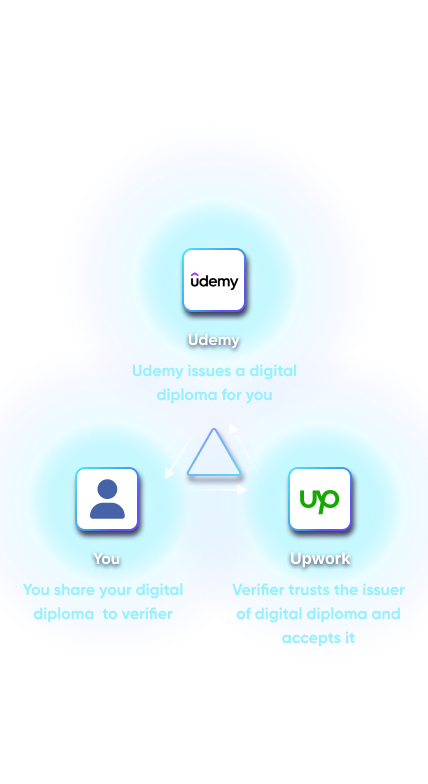 ûdemy
Udemy
Udemy issues a digital
diploma for you
up
You
Upwork
You share your digital
diploma to verifier
Verifier trusts the issuer
of digital diploma and
accepts it